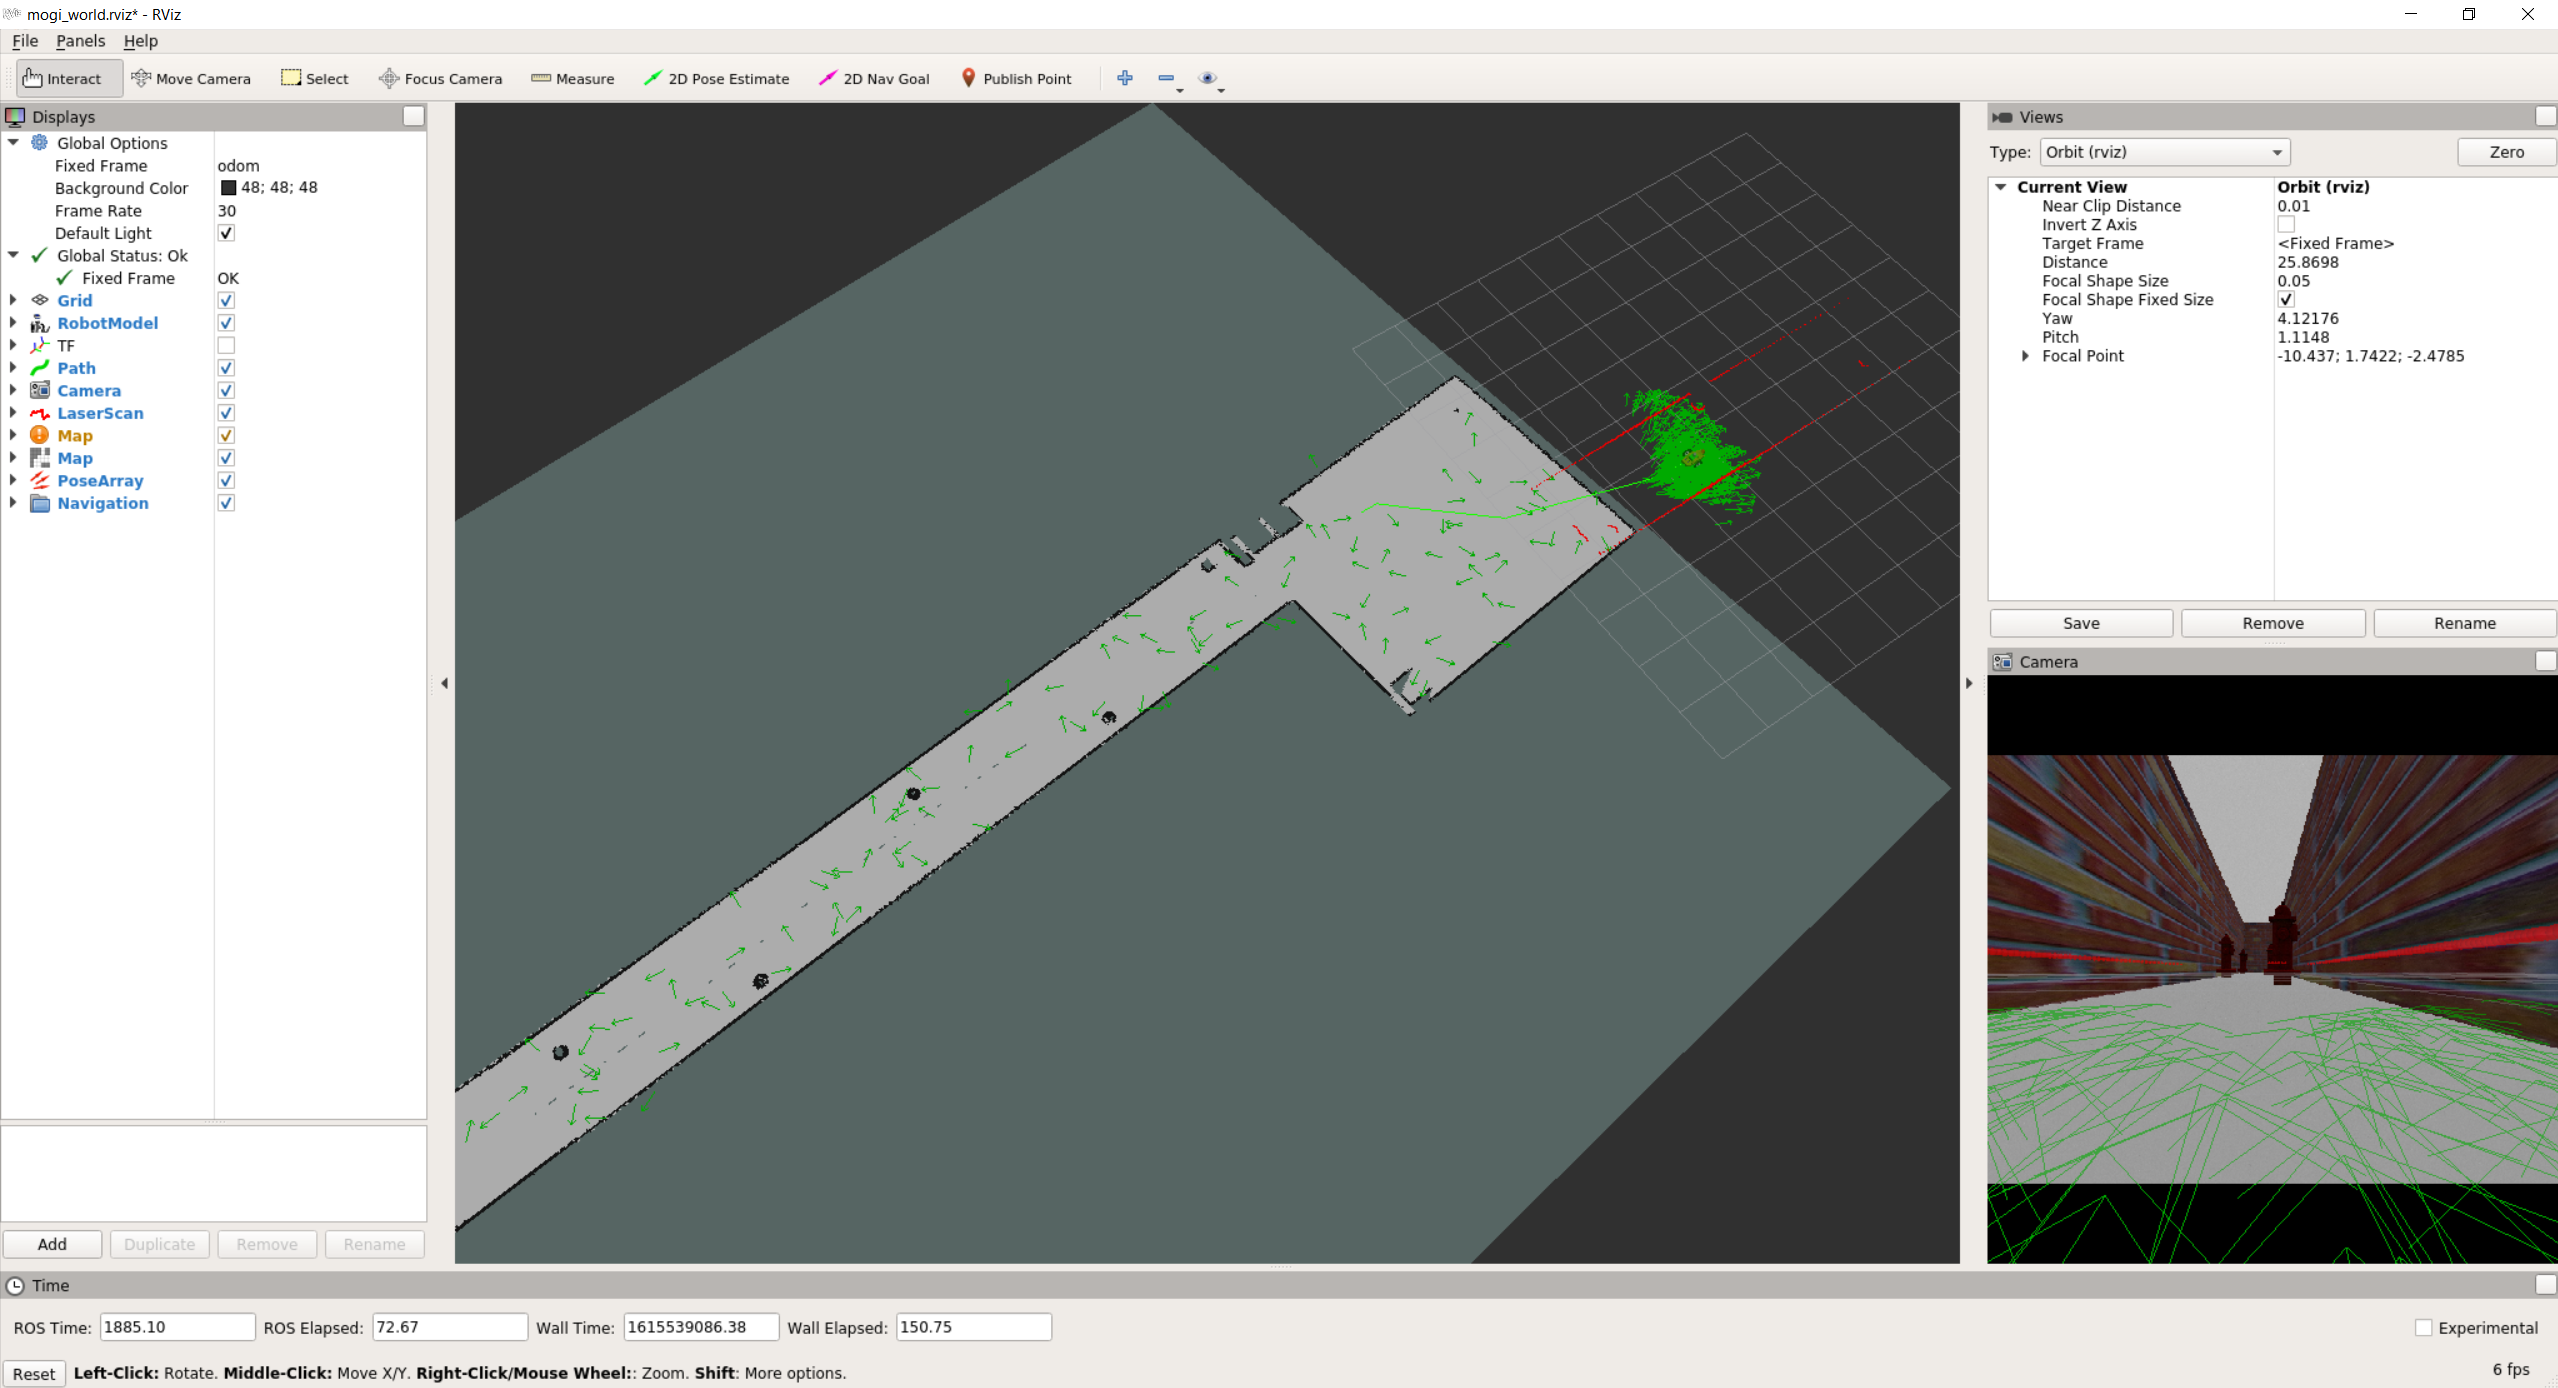 mogi_world.rviz* - RViz
File Panels Help
Interact Move Camera Select Focus Camera Measure 2D Pose Estimate 2D Nav Goal Publish Point
Displays
Global Options
Fixed Frame odom
Background Color 48; 48; 48
Frame Rate 30
Default Light
Global Status: Ok
Fixed Frame OK
Grid
RobotModel
TF
Path
Camera
LaserScan
Map
Map
PoseArray
Navigation
Add Duplicate Remove Rename
Views
Type: Orbit (rviz) Zero
Current View Orbit (rviz)
Near Clip Distance 0.01
Invert Z Axis
Target Frame <Fixed Frame>
Distance 25.8698
Focal Shape Size 0.05
Focal Shape Fixed Size
Yaw 4.12176
Pitch 1.1148
Focal Point -10.437; 1.7422; -2.4785
Save Remove Rename
Camera
Time
ROS Time: 1885.10 ROS Elapsed: 72.67 Wall Time: 1615539086.38 Wall Elapsed: 150.75 Experimental
Reset Left-Click: Rotate. Middle-Click: Move X/Y. Right-Click/Mouse Wheel:: Zoom. Shift: More options. 6 fps